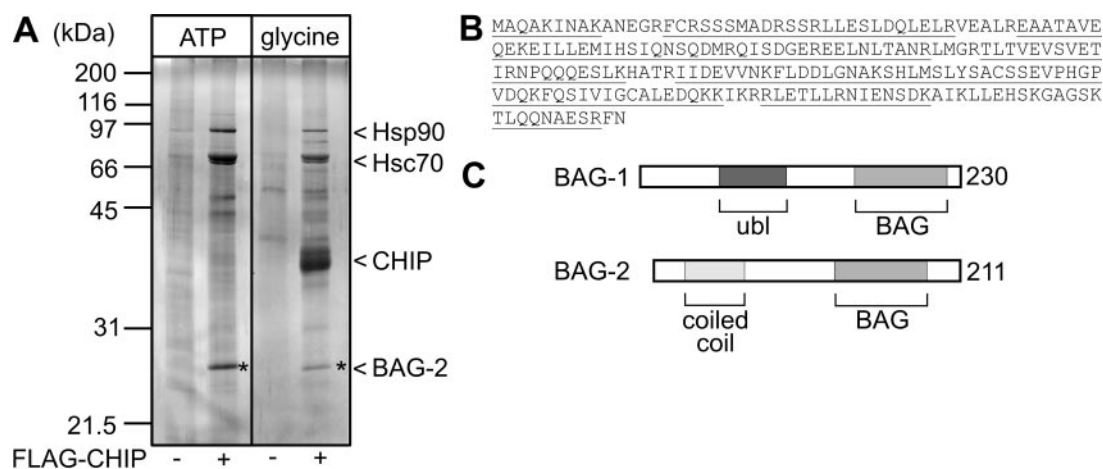 A (kDa) ATP glycine
200
116
97
66
45
31
21.5
< Hsp90
< Hsc70
< CHIP
* * < BAG-2
FLAG-CHIP - + - +
B MAQAKINAKANEGRFCRSSSMADRSSRLLESLDQLELRVEALREAATAVE
QEKEILLEMIHSIQNSQDMRQISDGEREELNLTANRLMGRTLTVEVSVET
IRNPQQQESLKHATRIIDEVVNKFLDDLGNAKSHLMSLYSACSSEVPHGP
VDQKFQSIVIGCALEDQKKIKRRLETLLRNIENSDKAIKLLEHSKGAGSK
TLQQNAESRFN
C
BAG-1 230
ubl BAG
BAG-2 211
coiled BAG
coil